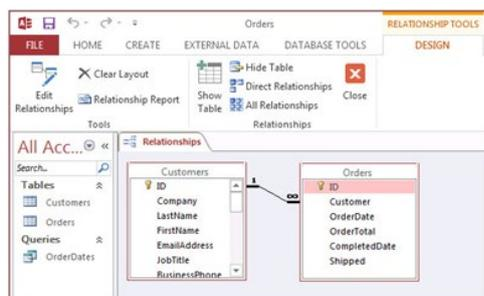 Orders
RELATIONSHIP TOOLS
FILE HOME CREATE EXTERNAL DATA DATABASE TOOLS DESIGN
Edit Relationships
Clear Layout
Relationship Report
Tools
Show Table
Hide Table
Direct Relationships
All Relationships
Relationships
Close
All Acc...
Search...
Tables
Customers
Orders
Queries
OrderDates
Relationships
Customers
ID
Company
LastName
FirstName
EmailAddress
JobTitle
BusinessPhone
1
∞
Orders
ID
Customer
OrderDate
OrderTotal
CompletedDate
Shipped